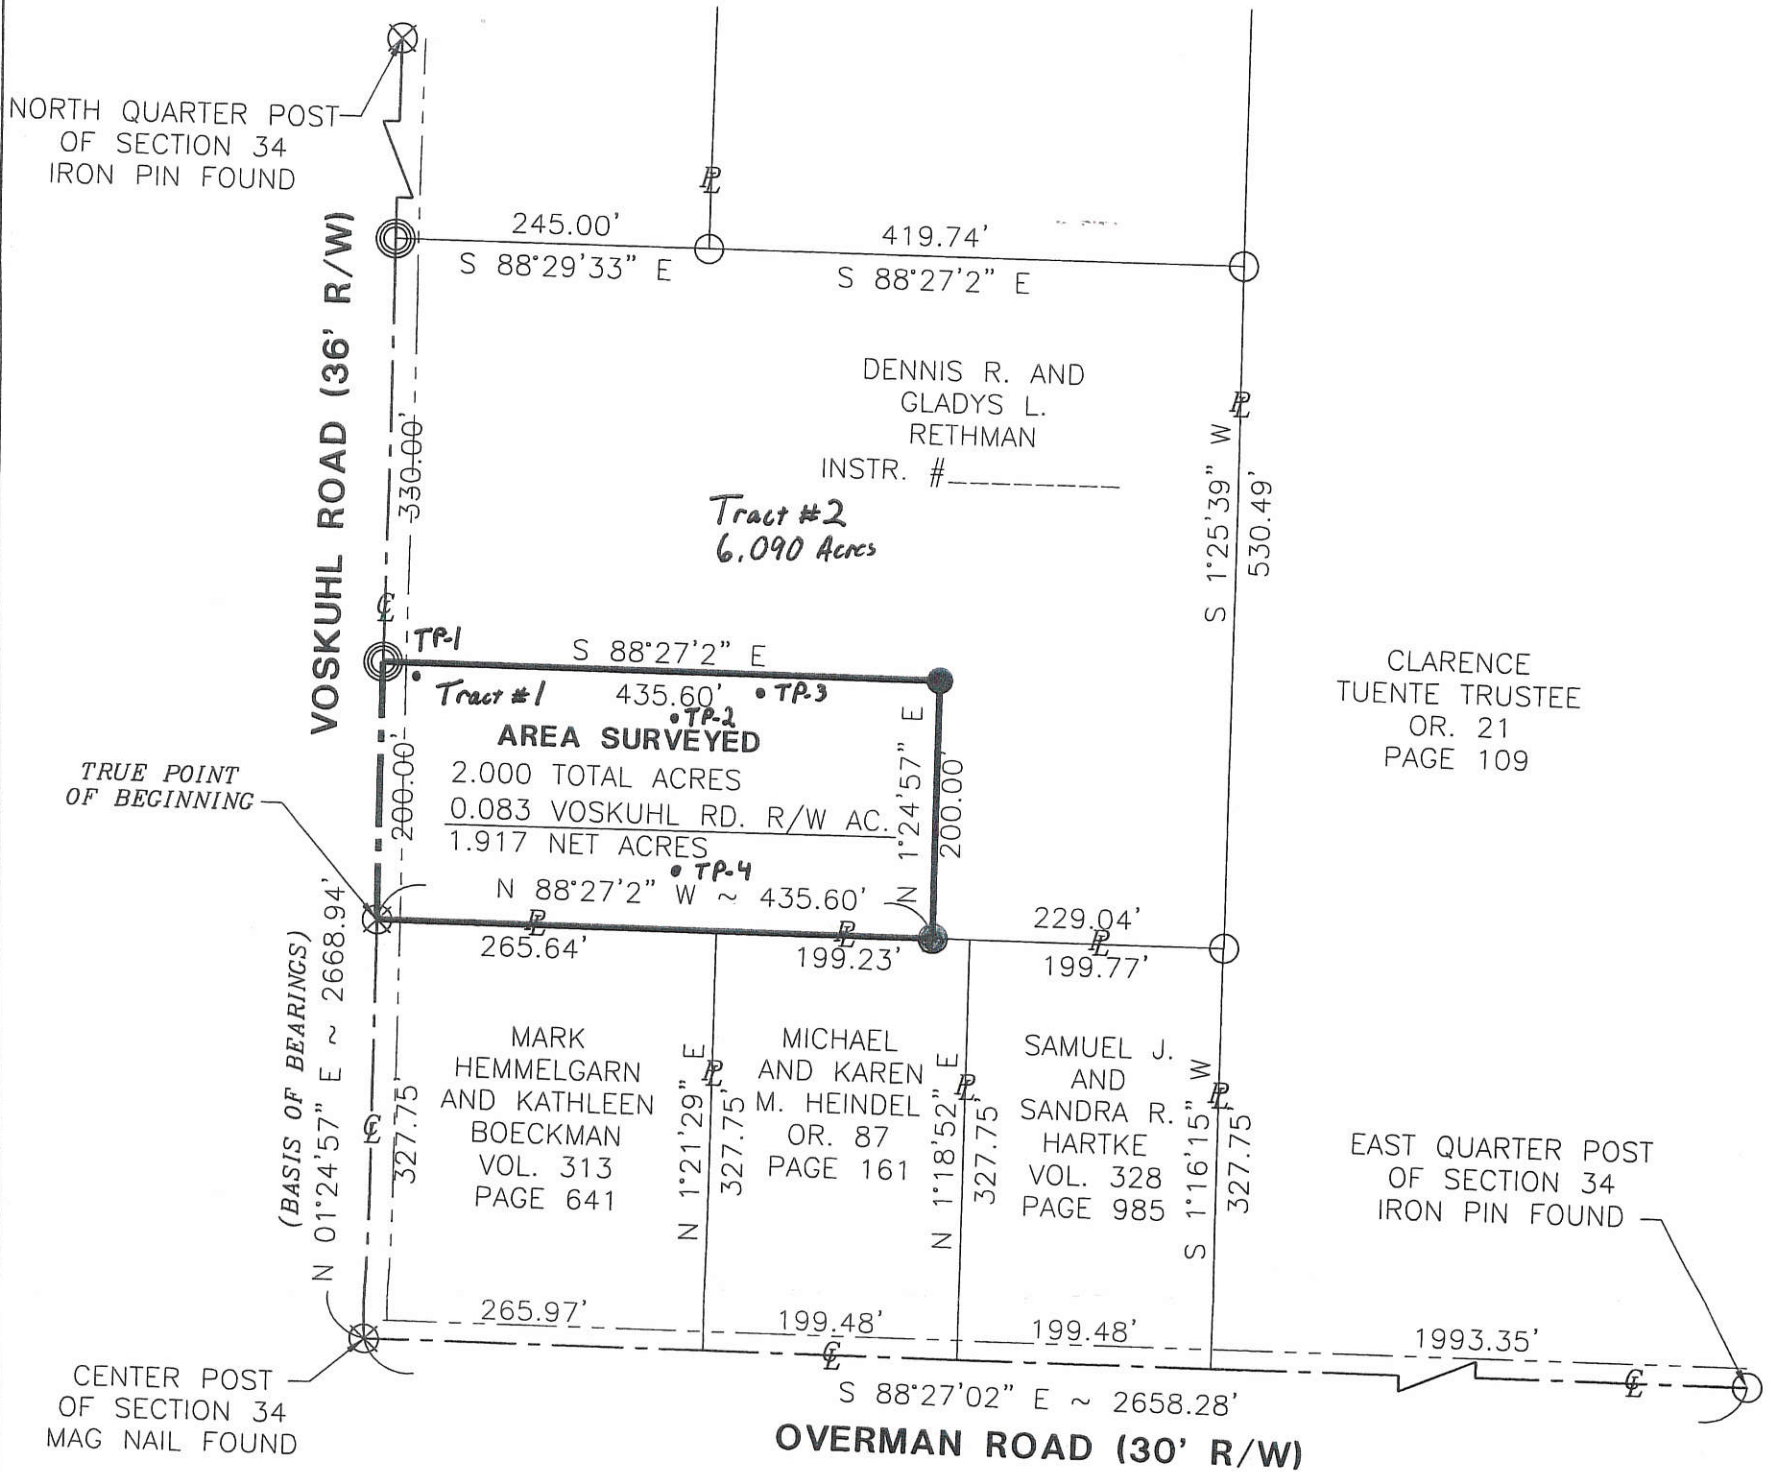 NORTH QUARTER POST
OF SECTION 34
IRON PIN FOUND
VOSKUHL ROAD (36' R/W)
245.00'
S 88°29'33" E
419.74'
S 88°27'2" E
330.00'
DENNIS R. AND
GLADYS L.
RETHMAN
INSTR. #_________
Tract #2
6.090 Acres
S 1°25'39" W
530.49'
CLARENCE
TUENTE TRUSTEE
OR. 21
PAGE 109
TP-1
S 88°27'2" E
Tract #1
435.60'
TP-3
TP-2
AREA SURVEYED
2.000 TOTAL ACRES
0.083 VOSKUHL RD. R/W AC.
1.917 NET ACRES
TP-4
N 88°27'2" W ~ 435.60'
200.00'
N 1°24'57" E
200.00'
TRUE POINT
OF BEGINNING
(BASIS OF BEARINGS)
N 01°24'57" E ~ 2668.94'
265.64'
199.23'
229.04'
199.77'
327.75'
MARK
HEMMELGARN
AND KATHLEEN
BOECKMAN
VOL. 313
PAGE 641
N 1°21'29" E
327.75'
MICHAEL
AND KAREN
M. HEINDEL
OR. 87
PAGE 161
N 1°18'52" E
327.75'
SAMUEL J.
AND
SANDRA R.
HARTKE
VOL. 328
PAGE 985
S 1°16'15" W
327.75'
EAST QUARTER POST
OF SECTION 34
IRON PIN FOUND
265.97'
199.48'
199.48'
1993.35'
CENTER POST
OF SECTION 34
MAG NAIL FOUND
S 88°27'02" E ~ 2658.28'
OVERMAN ROAD (30' R/W)